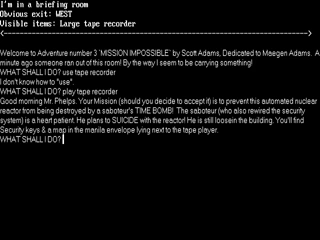 I'm in a briefing room
Obvious exit: WEST
Visible items: Large tape recorder
<---------------------------------------------------------------->
Welcome to Adventure number 3 `MISSION IMPOSSIBLE" by Scott Adams, Dedicated to Maegen Adams.  A
minute ago someone ran out of this room! By the way I seem to be carrying something!
WHAT SHALL I DO? use tape recorder
I don't know how to "use".
WHAT SHALL I DO? play tape recorder
Good morning Mr. Phelps. Your Mission (should you decide to accept it) is to prevent this automated nuclear
reactor from being destroyed by a saboteur's TIME BOMB!  The saboteur (who also rewired the security
system) is a heart patient. He plans to SUICIDE with the reactor! He is still loosein the building. You'll find
Security keys & a map in the manila envelope lying next to the tape player.
WHAT SHALL I DO?